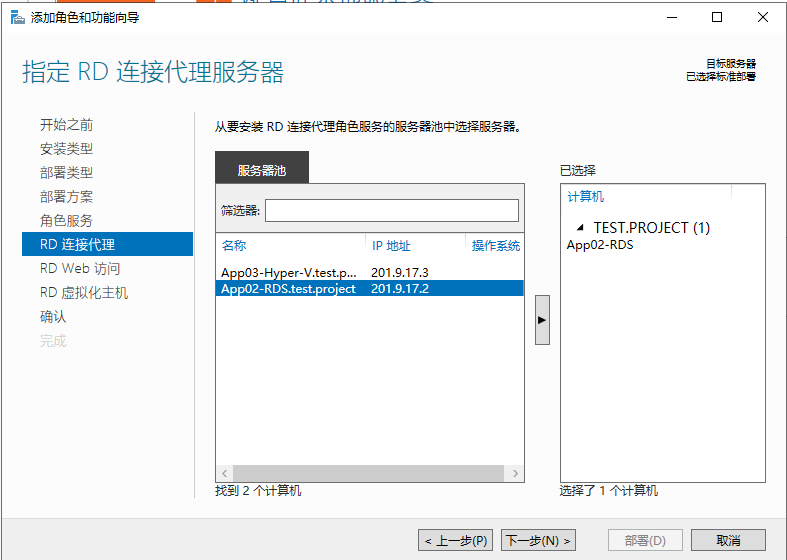 添加角色和功能向导
指定 RD 连接代理服务器
目标服务器
已选择标准部署
开始之前
安装类型
部署类型
部署方案
角色服务
RD 连接代理
RD Web 访问
RD 虚拟化主机
确认
完成
从要安装 RD 连接代理角色服务的服务器池中选择服务器。
服务器池
筛选器:
名称 IP 地址 操作系统
App03-Hyper-V.test.p... 201.9.17.3
App02-RDS.test.project 201.9.17.2
找到 2 个计算机
已选择
计算机
TEST.PROJECT (1)
App02-RDS
选择了 1 个计算机
< 上一步(P) 下一步(N) > 部署(D) 取消